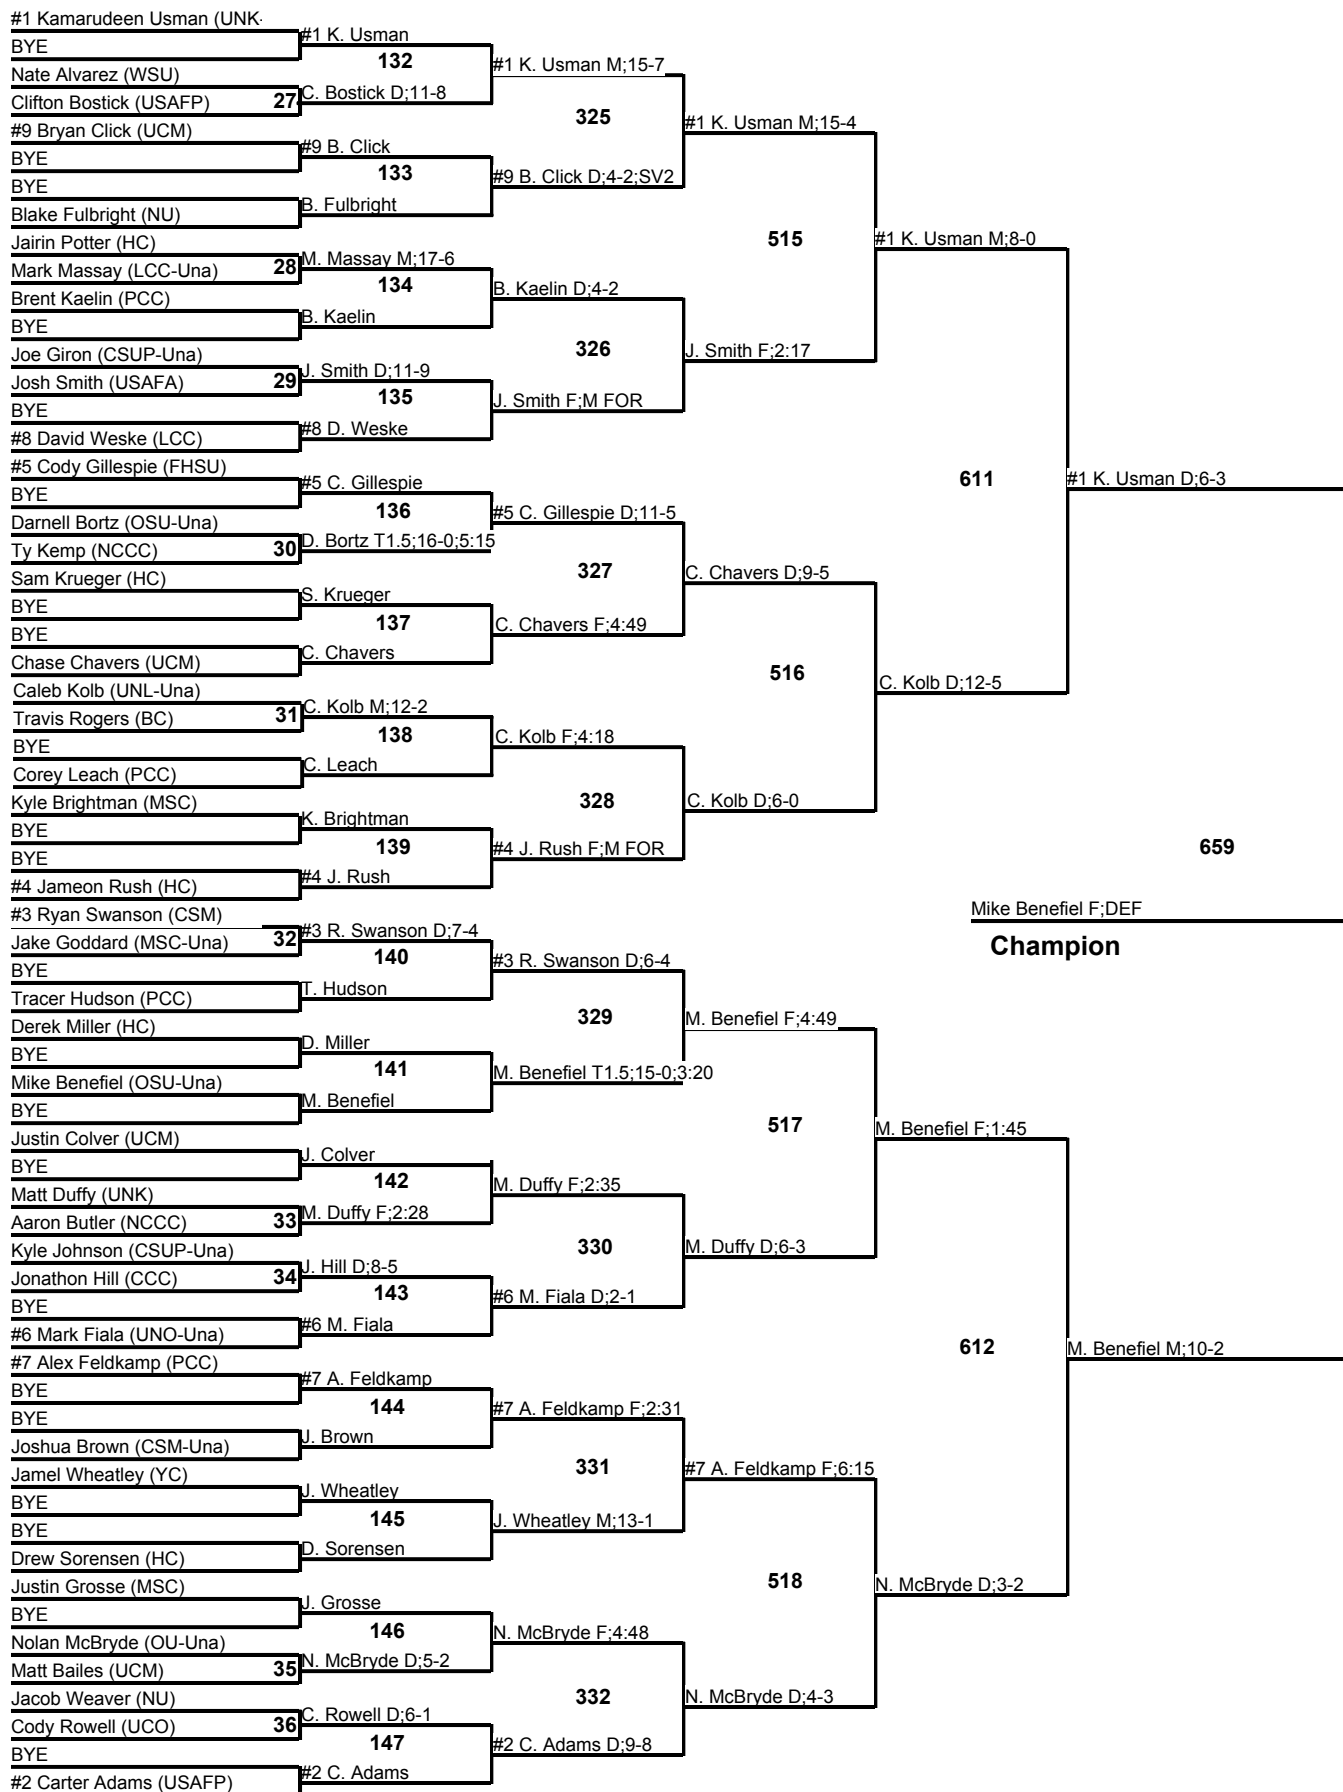 #1 Kamarudeen Usman (UNK-
BYE
Nate Alvarez (WSU)
Clifton Bostick (USAFP)
#9 Bryan Click (UCM)
BYE
BYE
Blake Fulbright (NU)
Jairin Potter (HC)
Mark Massay (LCC-Una)
Brent Kaelin (PCC)
BYE
Joe Giron (CSUP-Una)
Josh Smith (USAFA)
BYE
#8 David Weske (LCC)
#5 Cody Gillespie (FHSU)
BYE
Darnell Bortz (OSU-Una)
Ty Kemp (NCCC)
Sam Krueger (HC)
BYE
BYE
Chase Chavers (UCM)
Caleb Kolb (UNL-Una)
Travis Rogers (BC)
BYE
Corey Leach (PCC)
Kyle Brightman (MSC)
BYE
BYE
#4 Jameon Rush (HC)
#3 Ryan Swanson (CSM)
Jake Goddard (MSC-Una)
BYE
Tracer Hudson (PCC)
Derek Miller (HC)
BYE
Mike Benefiel (OSU-Una)
BYE
Justin Colver (UCM)
BYE
Matt Duffy (UNK)
Aaron Butler (NCCC)
Kyle Johnson (CSUP-Una)
Jonathon Hill (CCC)
BYE
#6 Mark Fiala (UNO-Una)
#7 Alex Feldkamp (PCC)
BYE
BYE
Joshua Brown (CSM-Una)
Jamel Wheatley (YC)
BYE
BYE
Drew Sorensen (HC)
Justin Grosse (MSC)
BYE
Nolan McBryde (OU-Una)
Matt Bailes (UCM)
Jacob Weaver (NU)
Cody Rowell (UCO)
BYE
#2 Carter Adams (USAFP)
27
28
29
30
31
32
33
34
35
36
#1 K. Usman
132
C. Bostick D;11-8
#9 B. Click
133
B. Fulbright
M. Massay M;17-6
134
B. Kaelin
J. Smith D;11-9
135
#8 D. Weske
#5 C. Gillespie
136
D. Bortz T1.5;16-0;5:15
S. Krueger
137
C. Chavers
C. Kolb M;12-2
138
C. Leach
K. Brightman
139
#4 J. Rush
#3 R. Swanson D;7-4
140
T. Hudson
D. Miller
141
M. Benefiel
J. Colver
142
M. Duffy F;2:28
J. Hill D;8-5
143
#6 M. Fiala
#7 A. Feldkamp
144
J. Brown
J. Wheatley
145
D. Sorensen
J. Grosse
146
N. McBryde D;5-2
C. Rowell D;6-1
147
#2 C. Adams
#1 K. Usman M;15-7
325
#9 B. Click D;4-2;SV2
B. Kaelin D;4-2
326
J. Smith F;M FOR
#5 C. Gillespie D;11-5
327
C. Chavers F;4:49
C. Kolb F;4:18
328
#4 J. Rush F;M FOR
#3 R. Swanson D;6-4
329
M. Benefiel T1.5;15-0;3:20
M. Duffy F;2:35
330
#6 M. Fiala D;2-1
#7 A. Feldkamp F;2:31
331
J. Wheatley M;13-1
N. McBryde F;4:48
332
#2 C. Adams D;9-8
#1 K. Usman M;15-4
515
J. Smith F;2:17
C. Chavers D;9-5
516
C. Kolb D;6-0
M. Benefiel F;4:49
517
M. Duffy D;6-3
#7 A. Feldkamp F;6:15
518
N. McBryde D;4-3
#1 K. Usman M;8-0
611
C. Kolb D;12-5
M. Benefiel F;1:45
612
N. McBryde D;3-2
#1 K. Usman D;6-3
659
M. Benefiel M;10-2
Mike Benefiel F;DEF
Champion